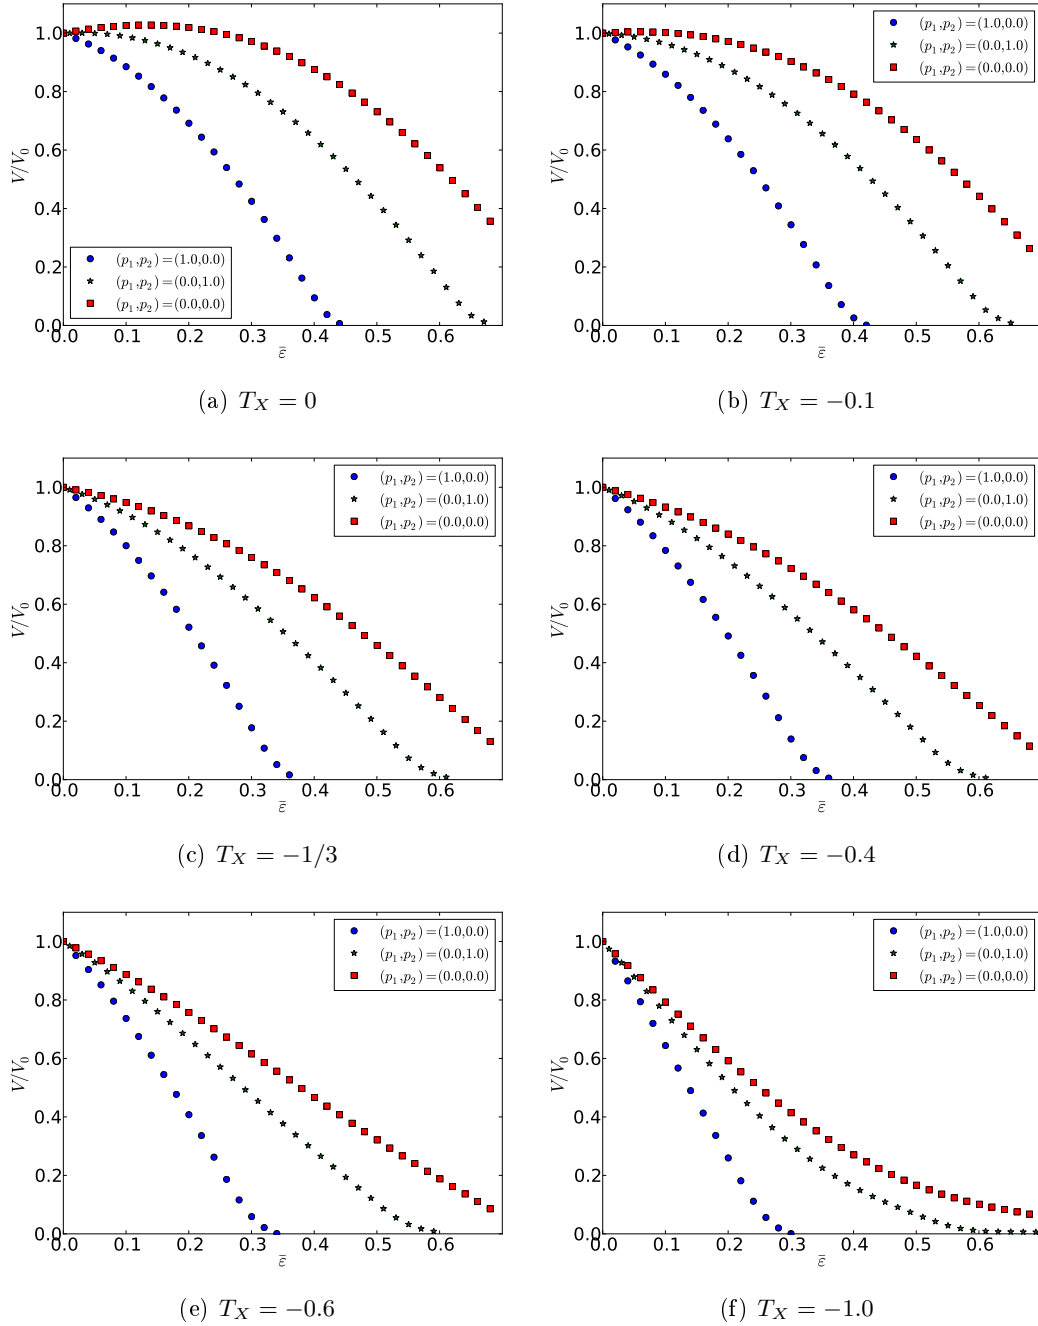 1.0
0.8
0.6
0.4
0.2
0.0
V/V₀
(p₁,p₂)=(1.0,0.0)
(p₁,p₂)=(0.0,1.0)
(p₁,p₂)=(0.0,0.0)
0.0 0.1 0.2 0.3 0.4 0.5 0.6
ε̄
(a) T_X = 0
1.0
0.8
0.6
0.4
0.2
0.0
V/V₀
(p₁,p₂)=(1.0,0.0)
(p₁,p₂)=(0.0,1.0)
(p₁,p₂)=(0.0,0.0)
0.0 0.1 0.2 0.3 0.4 0.5 0.6
ε̄
(b) T_X = −0.1
1.0
0.8
0.6
0.4
0.2
0.0
V/V₀
(p₁,p₂)=(1.0,0.0)
(p₁,p₂)=(0.0,1.0)
(p₁,p₂)=(0.0,0.0)
0.0 0.1 0.2 0.3 0.4 0.5 0.6
ε̄
(c) T_X = −1/3
1.0
0.8
0.6
0.4
0.2
0.0
V/V₀
(p₁,p₂)=(1.0,0.0)
(p₁,p₂)=(0.0,1.0)
(p₁,p₂)=(0.0,0.0)
0.0 0.1 0.2 0.3 0.4 0.5 0.6
ε̄
(d) T_X = −0.4
1.0
0.8
0.6
0.4
0.2
0.0
V/V₀
(p₁,p₂)=(1.0,0.0)
(p₁,p₂)=(0.0,1.0)
(p₁,p₂)=(0.0,0.0)
0.0 0.1 0.2 0.3 0.4 0.5 0.6
ε̄
(e) T_X = −0.6
1.0
0.8
0.6
0.4
0.2
0.0
V/V₀
(p₁,p₂)=(1.0,0.0)
(p₁,p₂)=(0.0,1.0)
(p₁,p₂)=(0.0,0.0)
0.0 0.1 0.2 0.3 0.4 0.5 0.6
ε̄
(f) T_X = −1.0